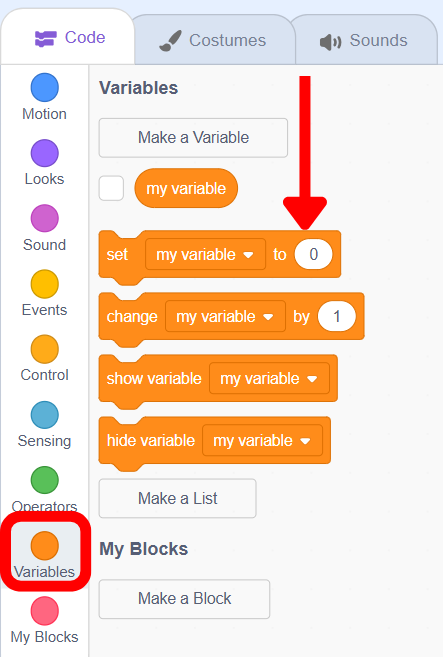 Code
Costumes
Sounds
Motion
Looks
Sound
Events
Control
Sensing
Operators
Variables
My Blocks
Variables
Make a Variable
my variable
set my variable to 0
change my variable by 1
show variable my variable
hide variable my variable
Make a List
My Blocks
Make a Block